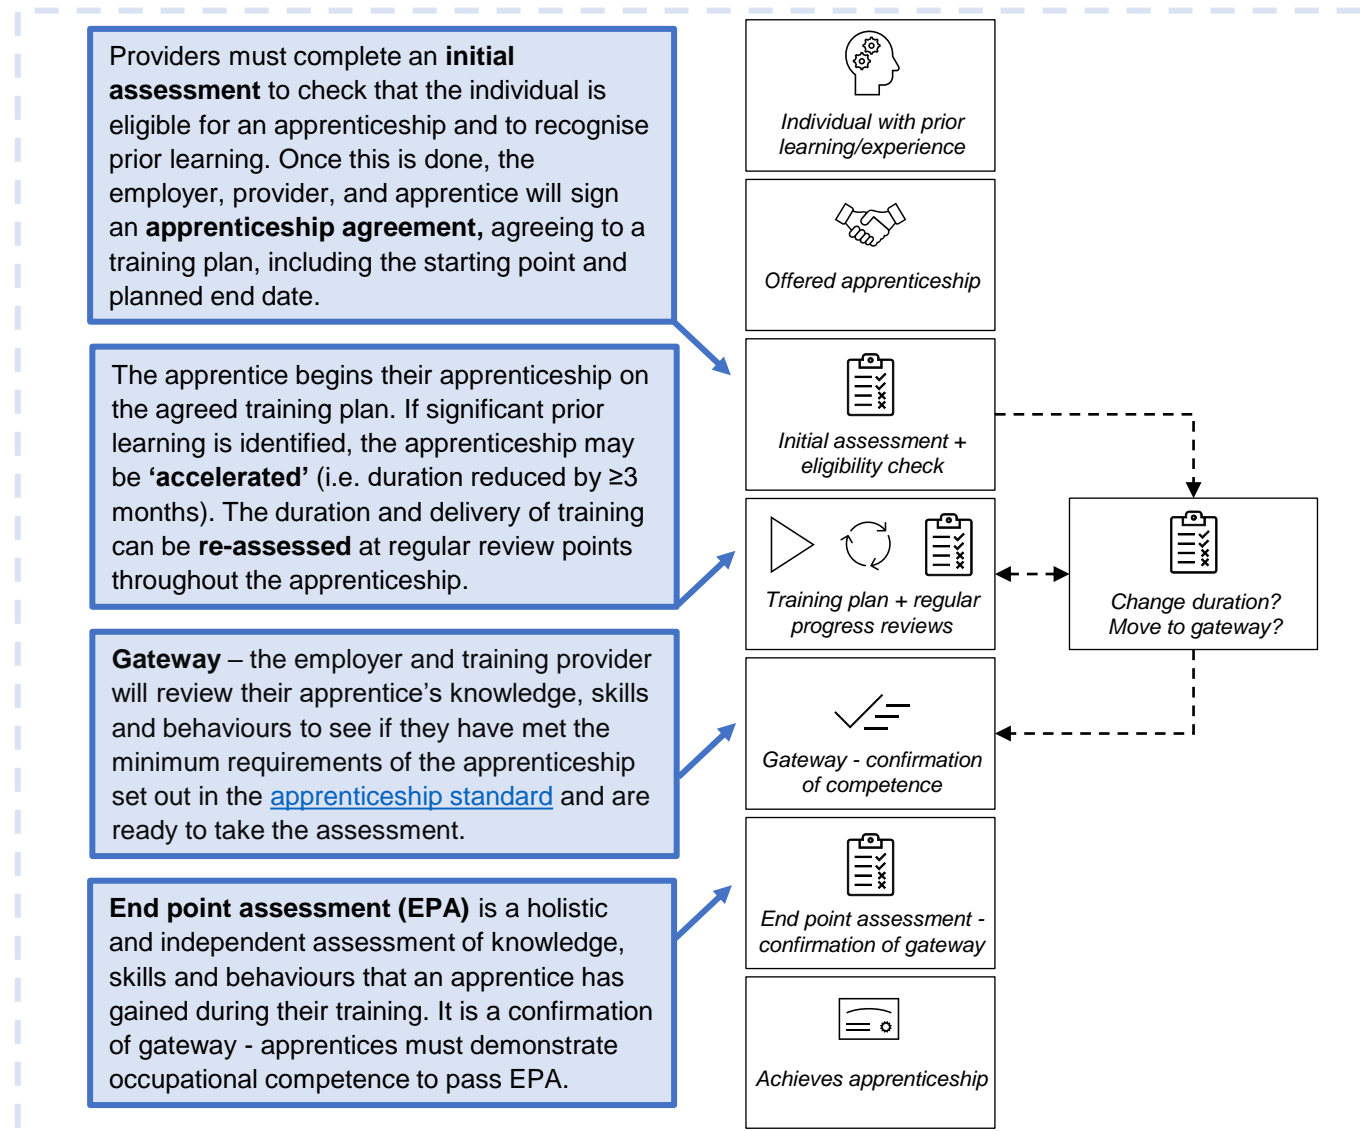 Providers must complete an initial
assessment to check that the individual is
eligible for an apprenticeship and to recognise
prior learning. Once this is done, the
employer, provider, and apprentice will sign
an apprenticeship agreement, agreeing to a
training plan, including the starting point and
planned end date.
The apprentice begins their apprenticeship on
the agreed training plan. If significant prior
learning is identified, the apprenticeship may
be ‘accelerated’ (i.e. duration reduced by ≥3
months). The duration and delivery of training
can be re-assessed at regular review points
throughout the apprenticeship.
Gateway – the employer and training provider
will review their apprentice’s knowledge, skills
and behaviours to see if they have met the
minimum requirements of the apprenticeship
set out in the apprenticeship standard and are
ready to take the assessment.
End point assessment (EPA) is a holistic
and independent assessment of knowledge,
skills and behaviours that an apprentice has
gained during their training. It is a confirmation
of gateway - apprentices must demonstrate
occupational competence to pass EPA.
Individual with prior
learning/experience
Offered apprenticeship
Initial assessment +
eligibility check
Training plan + regular
progress reviews
Change duration?
Move to gateway?
Gateway - confirmation
of competence
End point assessment -
confirmation of gateway
Achieves apprenticeship